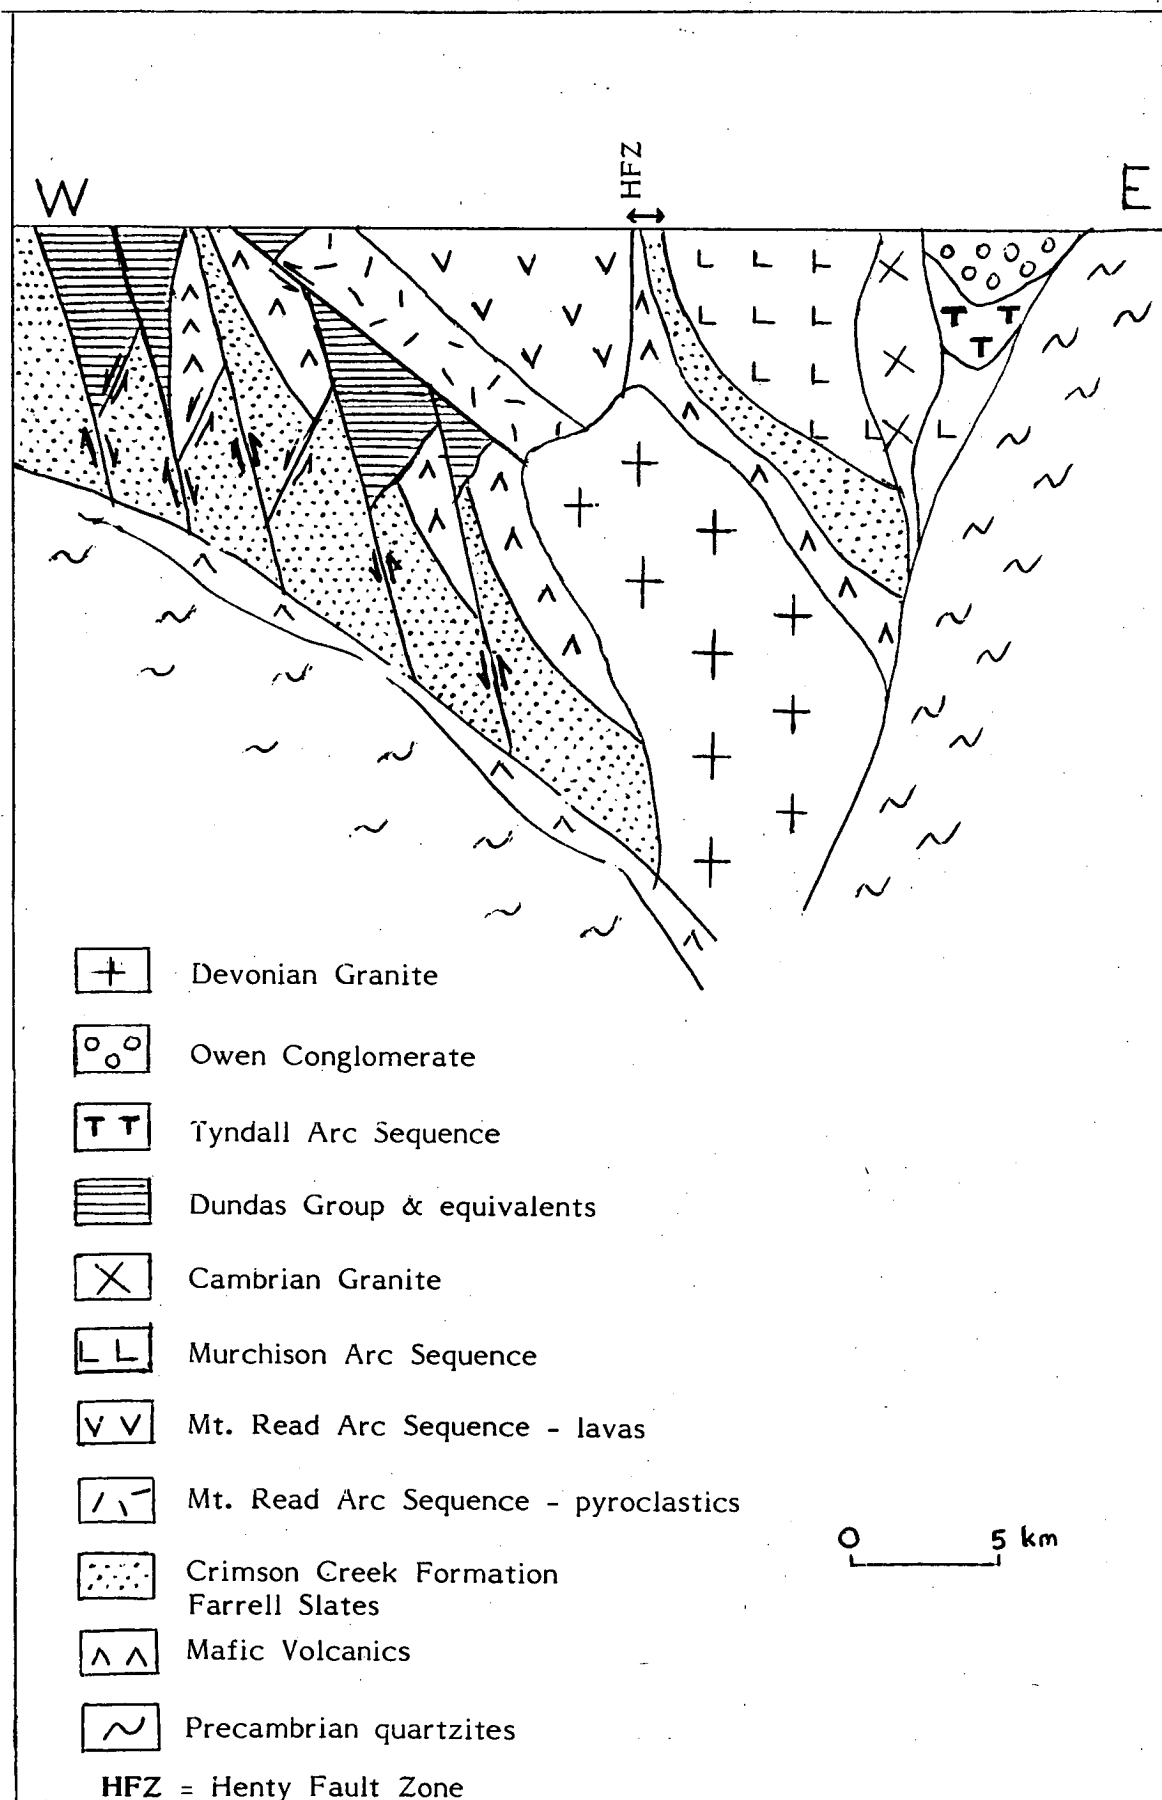 HFZ
W
E
Devonian Granite
Owen Conglomerate
T T Tyndall Arc Sequence
Dundas Group & equivalents
Cambrian Granite
L L Murchison Arc Sequence
V V Mt. Read Arc Sequence - lavas
Mt. Read Arc Sequence - pyroclastics
0 5 km
Crimson Creek Formation
Farrell Slates
Mafic Volcanics
Precambrian quartzites
HFZ = Henty Fault Zone